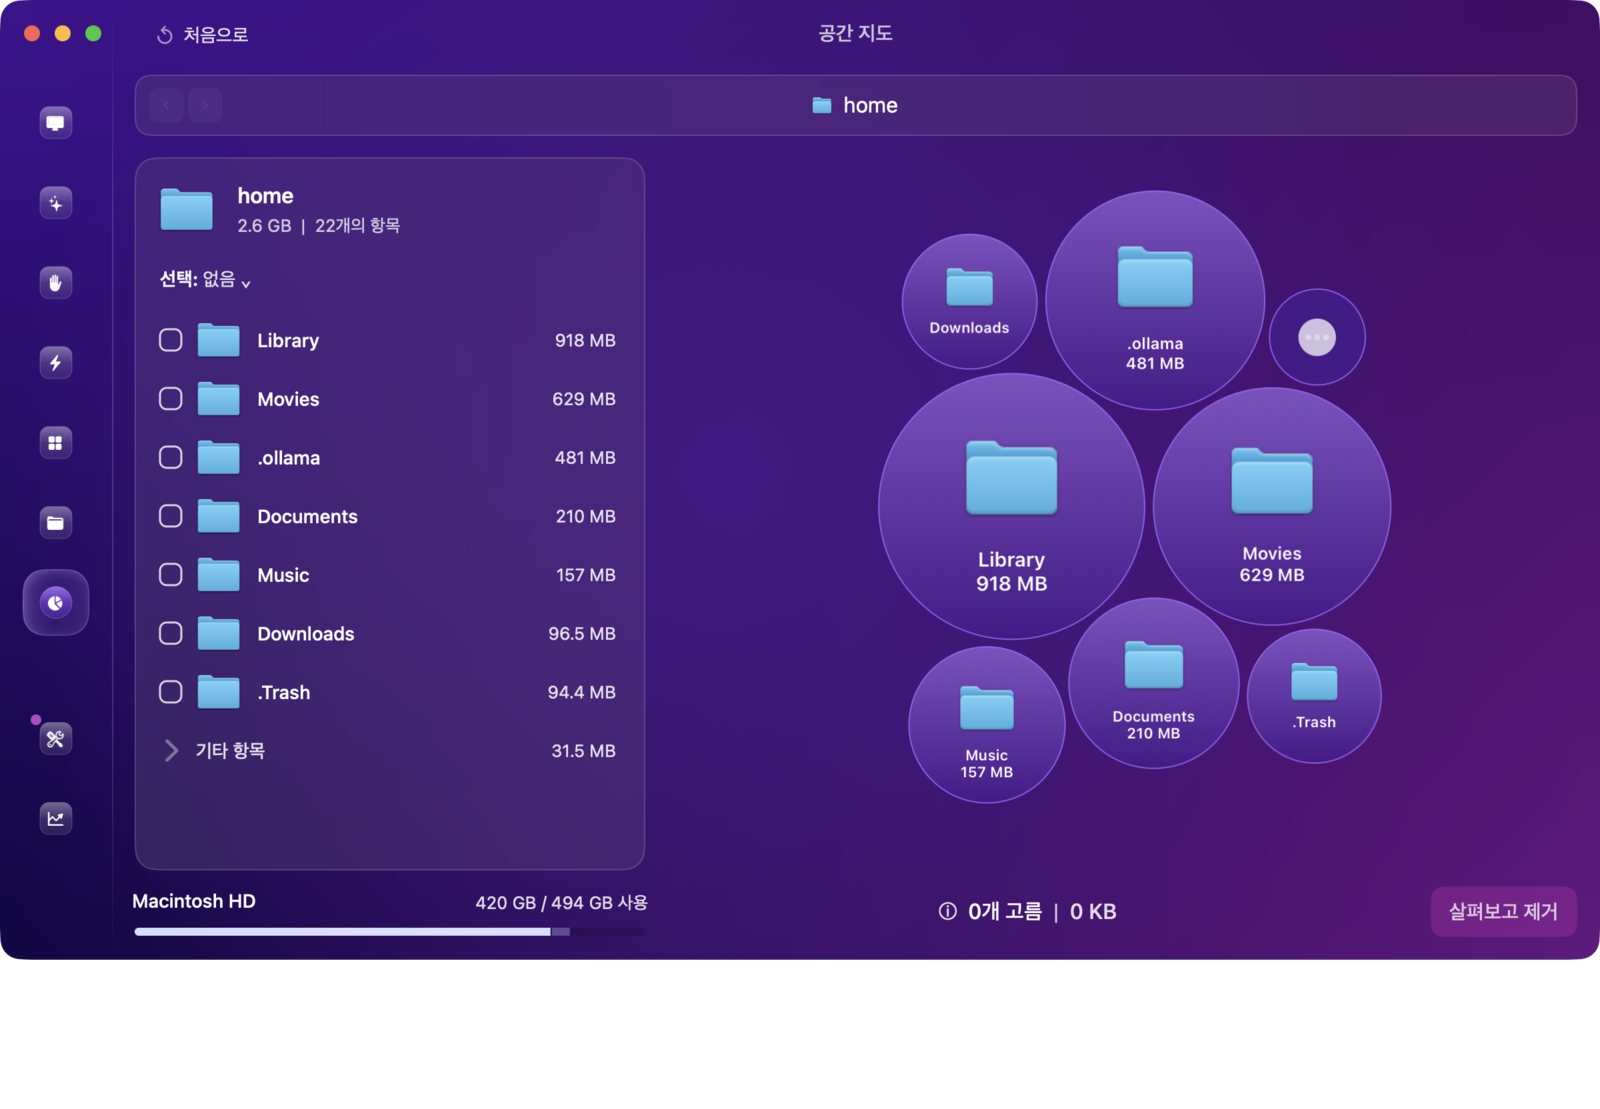 처음으로
공간 지도
home
home
2.6 GB | 22개의 항목
선택: 없음
Library 918 MB
Movies 629 MB
.ollama 481 MB
Documents 210 MB
Music 157 MB
Downloads 96.5 MB
.Trash 94.4 MB
기타 항목 31.5 MB
Macintosh HD 420 GB / 494 GB 사용
Downloads
.ollama
481 MB
Library
918 MB
Movies
629 MB
Music
157 MB
Documents
210 MB
.Trash
0개 고름 | 0 KB
살펴보고 제거